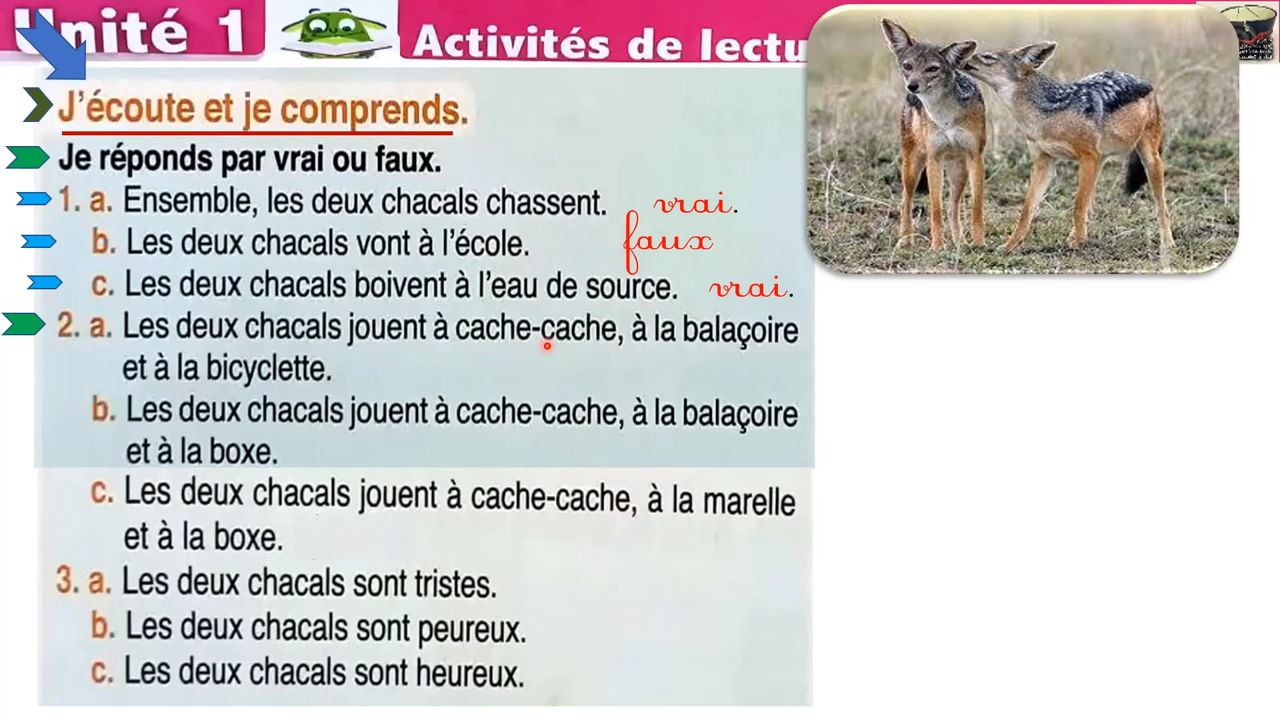 Unité 1
Activités de lectu
J'écoute et je comprends.
Je réponds par vrai ou faux.
1. a. Ensemble, les deux chacals chassent. vrai.
b. Les deux chacals vont à l'école. faux
c. Les deux chacals boivent à l'eau de source. vrai.
2. a. Les deux chacals jouent à cache-cache, à la balaçoire
et à la bicyclette.
b. Les deux chacals jouent à cache-cache, à la balaçoire
et à la boxe.
c. Les deux chacals jouent à cache-cache, à la marelle
et à la boxe.
3. a. Les deux chacals sont tristes.
b. Les deux chacals sont peureux.
c. Les deux chacals sont heureux.